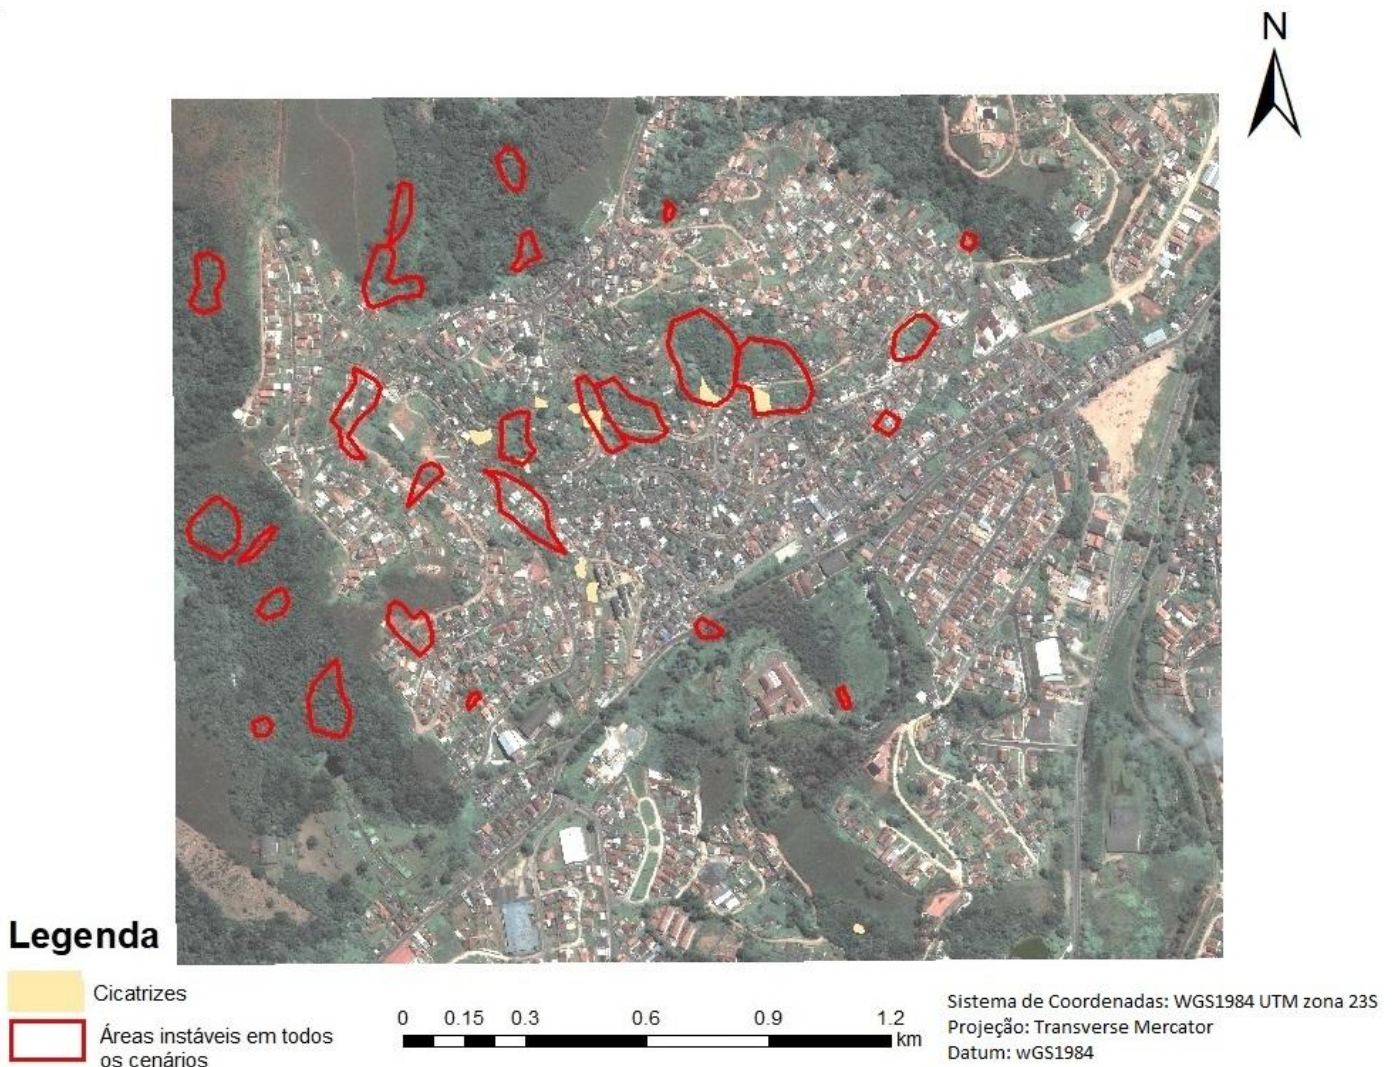 N
Legenda
Cicatrizes
Áreas instáveis em todos
os cenários
0 0.15 0.3 0.6 0.9 1.2
km
Sistema de Coordenadas: WGS1984 UTM zona 23S
Projeção: Transverse Mercator
Datum: wGS1984